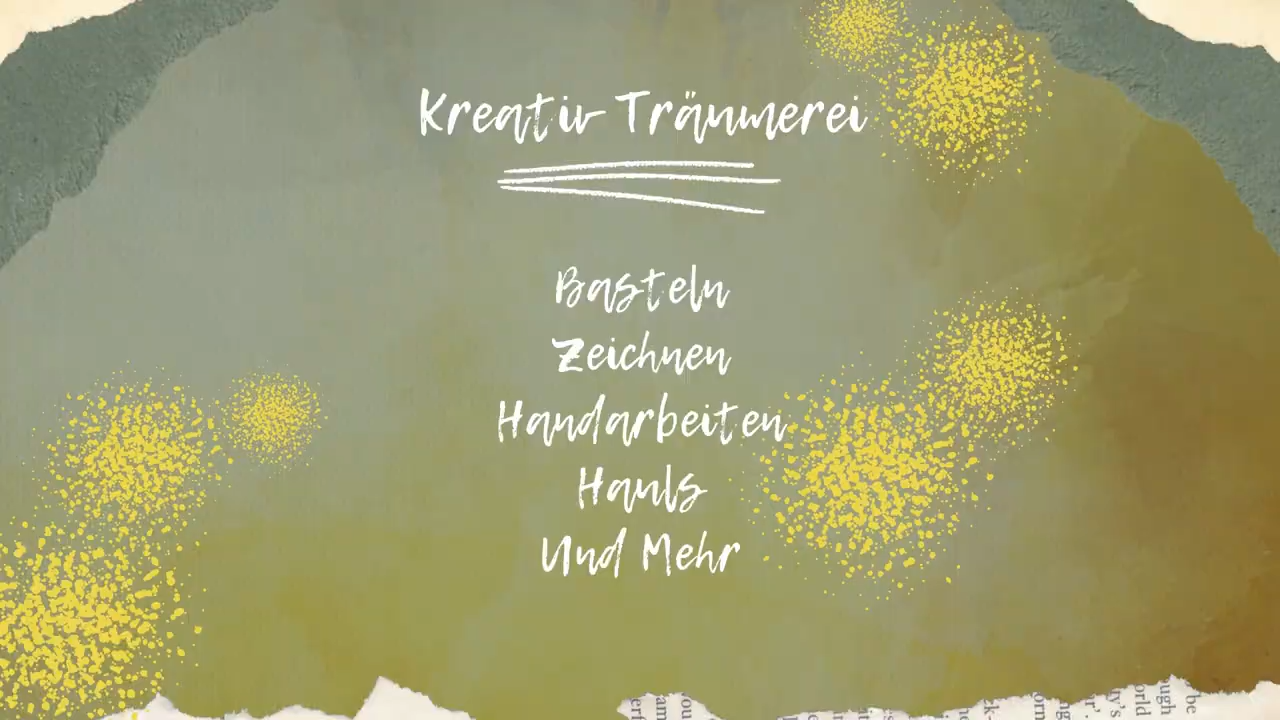 Kreativ Träumerei
Basteln
Zeichnen
Handarbeiten
Hauls
Und Mehr